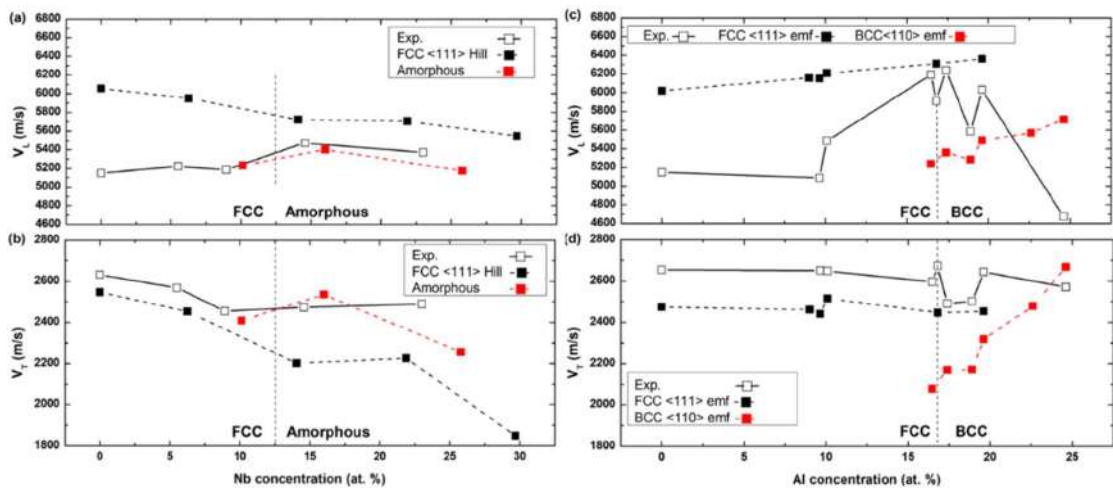 (a)
6800
6600
6400
6200
6000
5800
5600
5400
5200
5000
4800
4600
V_L (m/s)
Exp.
FCC <111> Hill
Amorphous
FCC Amorphous
(b)
2800
2600
2400
2200
2000
1800
V_T (m/s)
Exp.
FCC <111> Hill
Amorphous
FCC Amorphous
0 5 10 15 20 25 30
Nb concentration (at. %)
(c)
6800
6600
6400
6200
6000
5800
5600
5400
5200
5000
4800
4600
V_L (m/s)
Exp. FCC <111> emf BCC<110> emf
FCC BCC
(d)
2800
2600
2400
2200
2000
1800
V_T (m/s)
Exp.
FCC <111> emf
BCC <110> emf
FCC BCC
0 5 10 15 20 25
Al concentration (at. %)